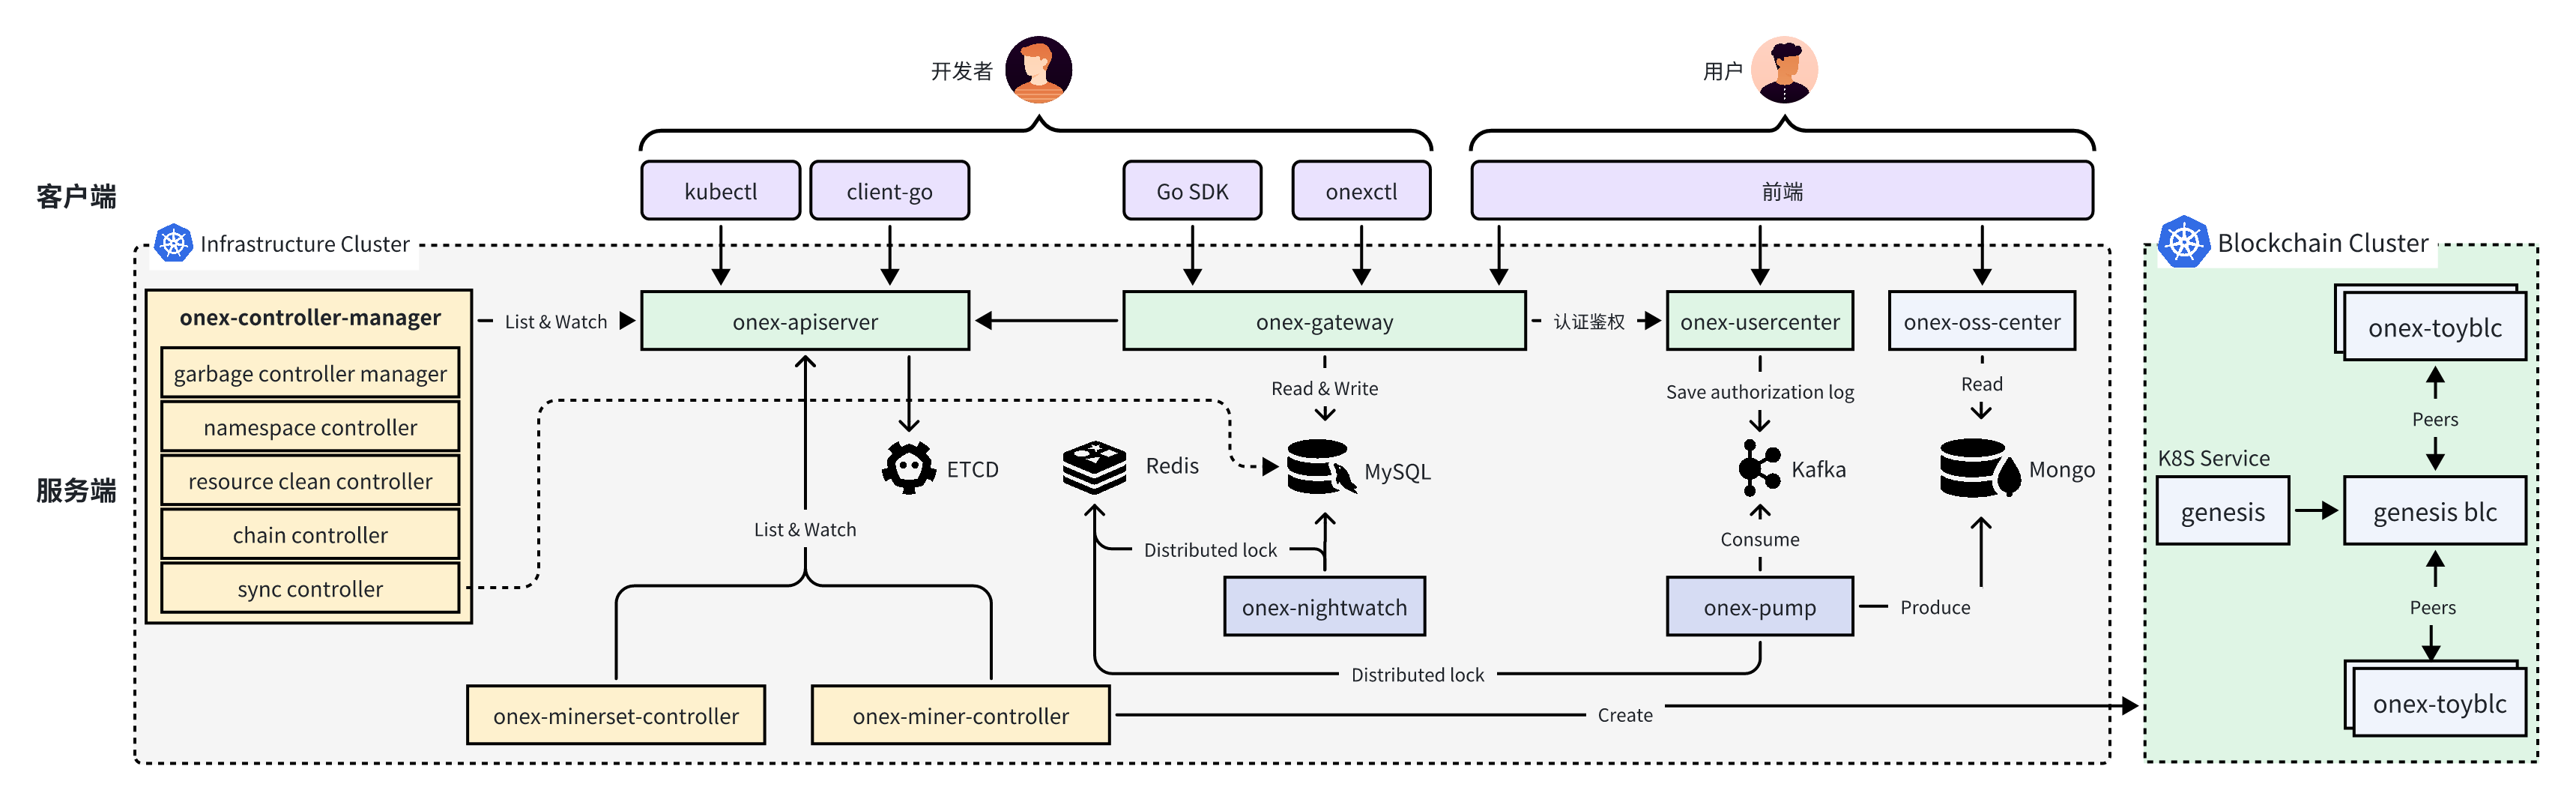 开发者
用户
客户端
kubectl
client-go
Go SDK
onexctl
前端
Infrastructure Cluster
Blockchain Cluster
onex-controller-manager
List & Watch
onex-apiserver
onex-gateway
认证鉴权
onex-usercenter
onex-oss-center
onex-toyblc
garbage controller manager
namespace controller
resource clean controller
chain controller
sync controller
Read & Write
Save authorization log
Read
Peers
服务端
ETCD
Redis
MySQL
Kafka
Mongo
K8S Service
genesis
genesis blc
List & Watch
Distributed lock
Consume
onex-nightwatch
onex-pump
Produce
Peers
Distributed lock
onex-minerset-controller
onex-miner-controller
Create
onex-toyblc